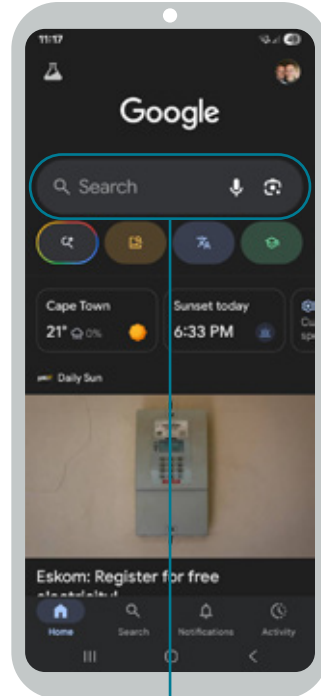 11:17
Google
Search
Cape Town
21° 0%
Sunset today
6:33 PM
Daily Sun
Eskom: Register for free
electricity!
Home Search Notifications Activity